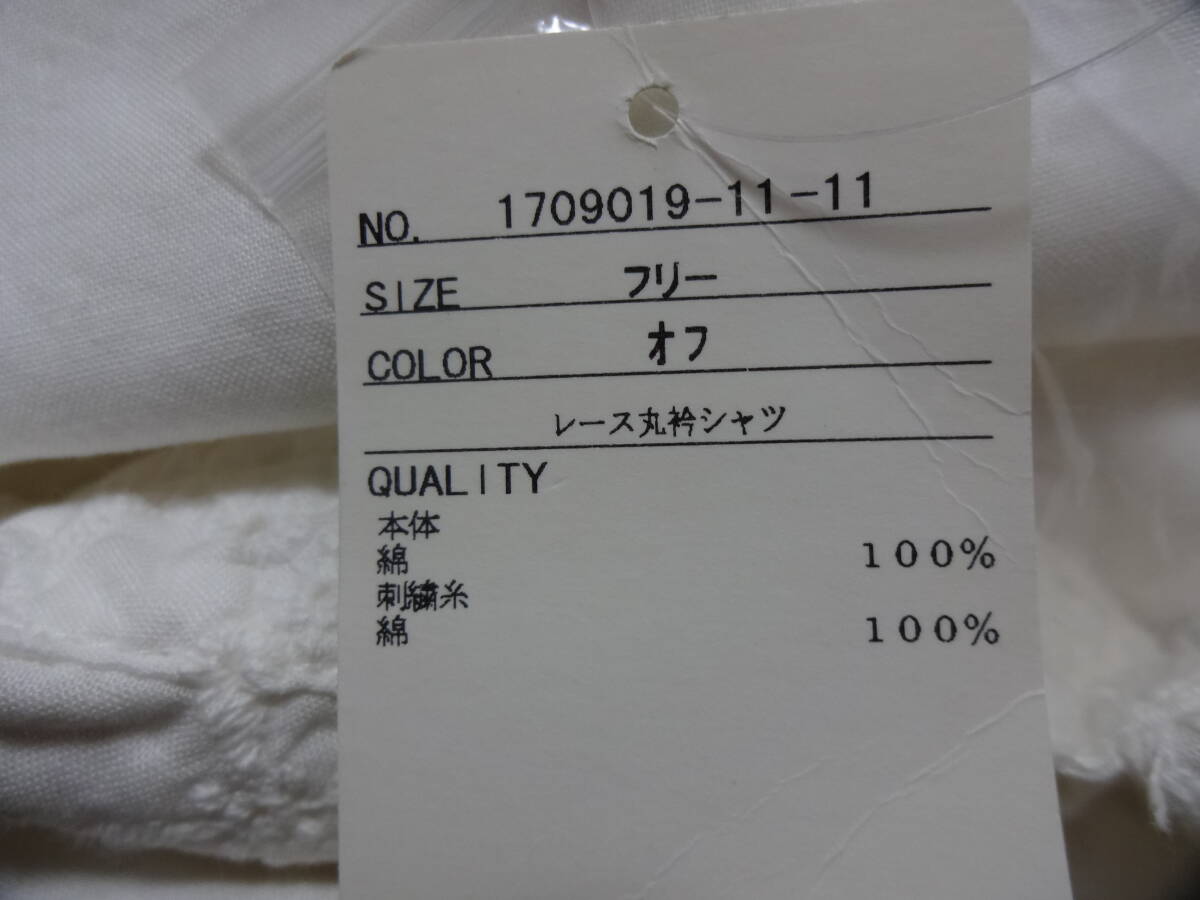 NO. 1709019-11-11
SIZE フリー
COLOR オフ
レース丸衿シャツ
QUALITY
本体
綿 100%
刺繍糸
綿 100%